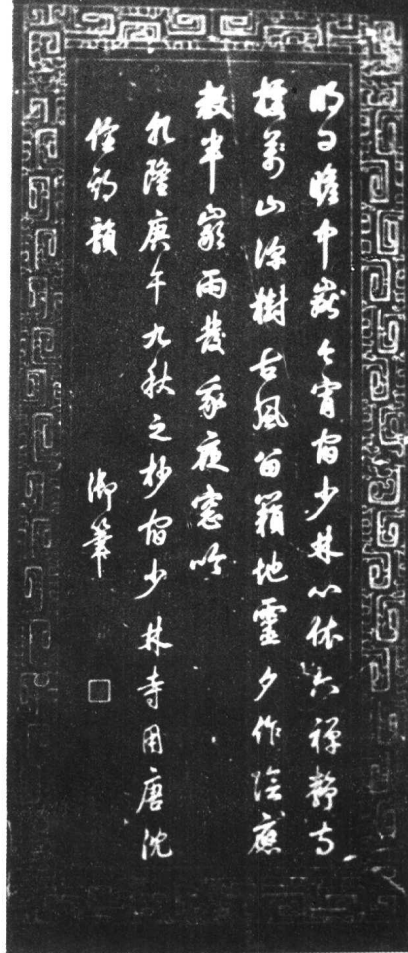 明日瞻中嶽今宵宿少林心依六禪靜寺
據萬山深樹古風留籟地靈夕作陰應
教半巖雨發我夜窓吟
乾隆庚午九秋之杪宿少林寺用唐沈
佺期韻　御筆